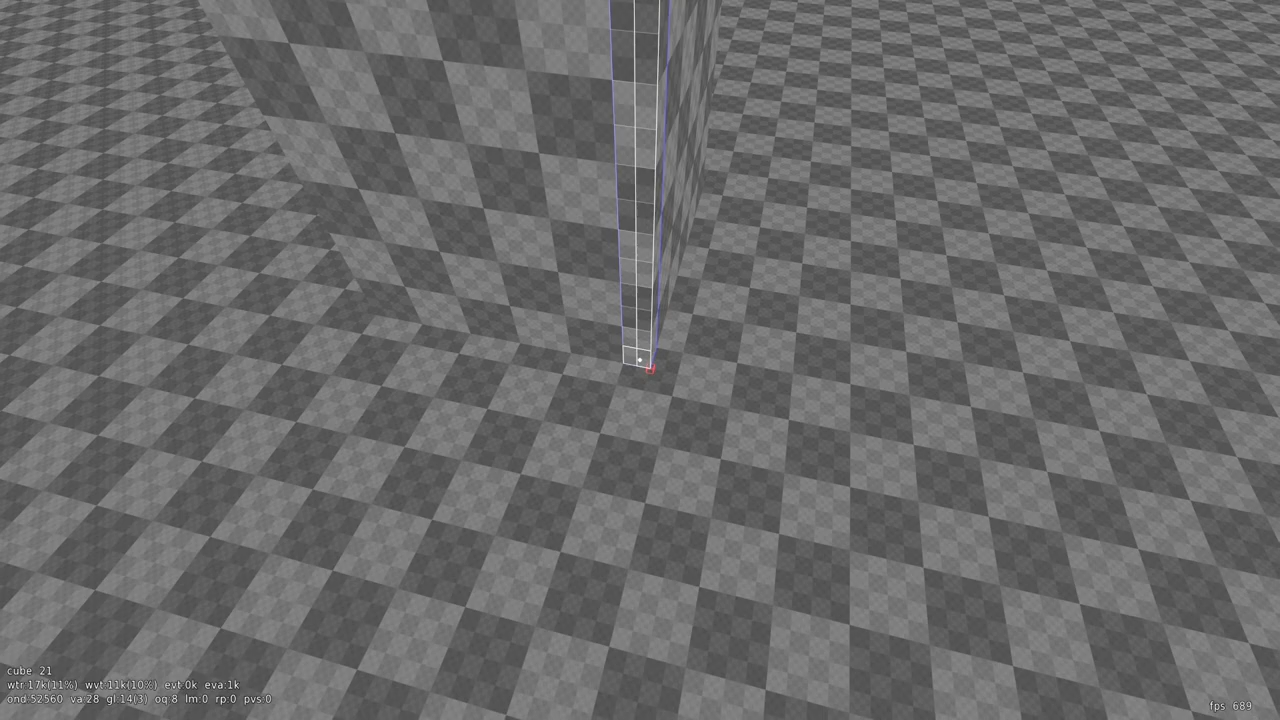 cube 21
wtr:17k(11%) wvt:11k(10%) evt:0k eva:1k
ond:52560 va:28 gl:14(3) oq:8 lm:0 rp:0 pvs:0
fps 689